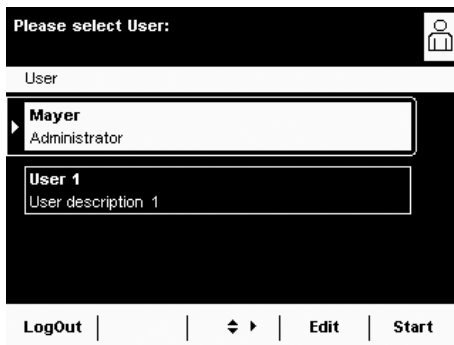 Please select User:
User
Mayer
Administrator
User 1
User description 1
LogOut Edit Start